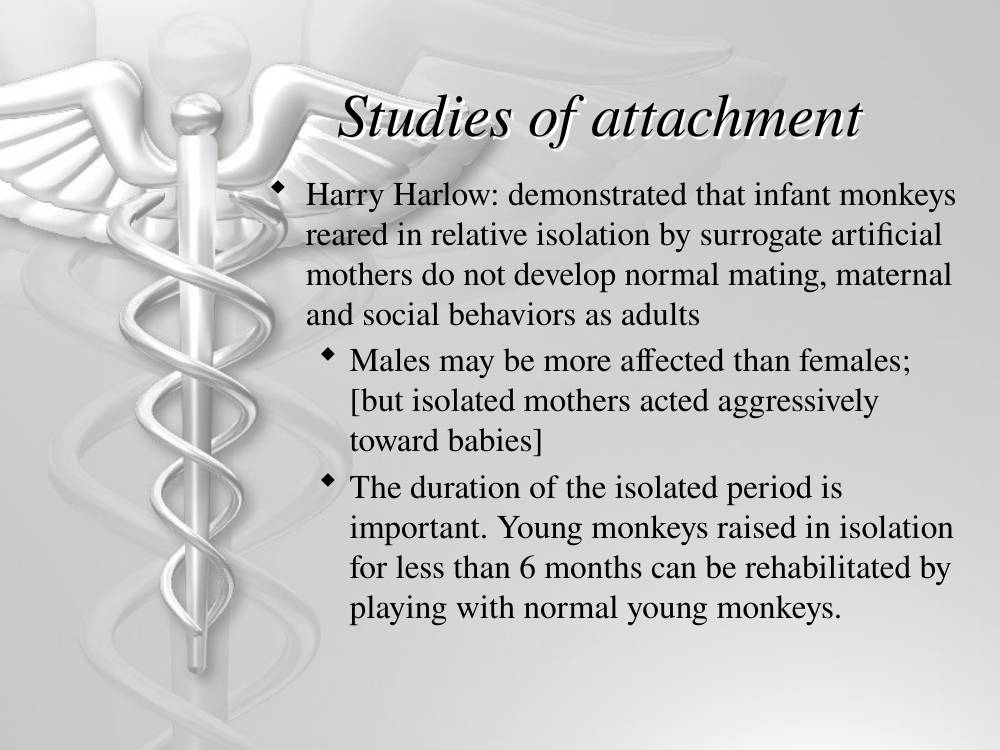 Studies of attachment
Harry Harlow: demonstrated that infant monkeys
reared in relative isolation by surrogate artificial
mothers do not develop normal mating, maternal
and social behaviors as adults
Males may be more affected than females;
[but isolated mothers acted aggressively
toward babies]
The duration of the isolated period is
important. Young monkeys raised in isolation
for less than 6 months can be rehabilitated by
playing with normal young monkeys.